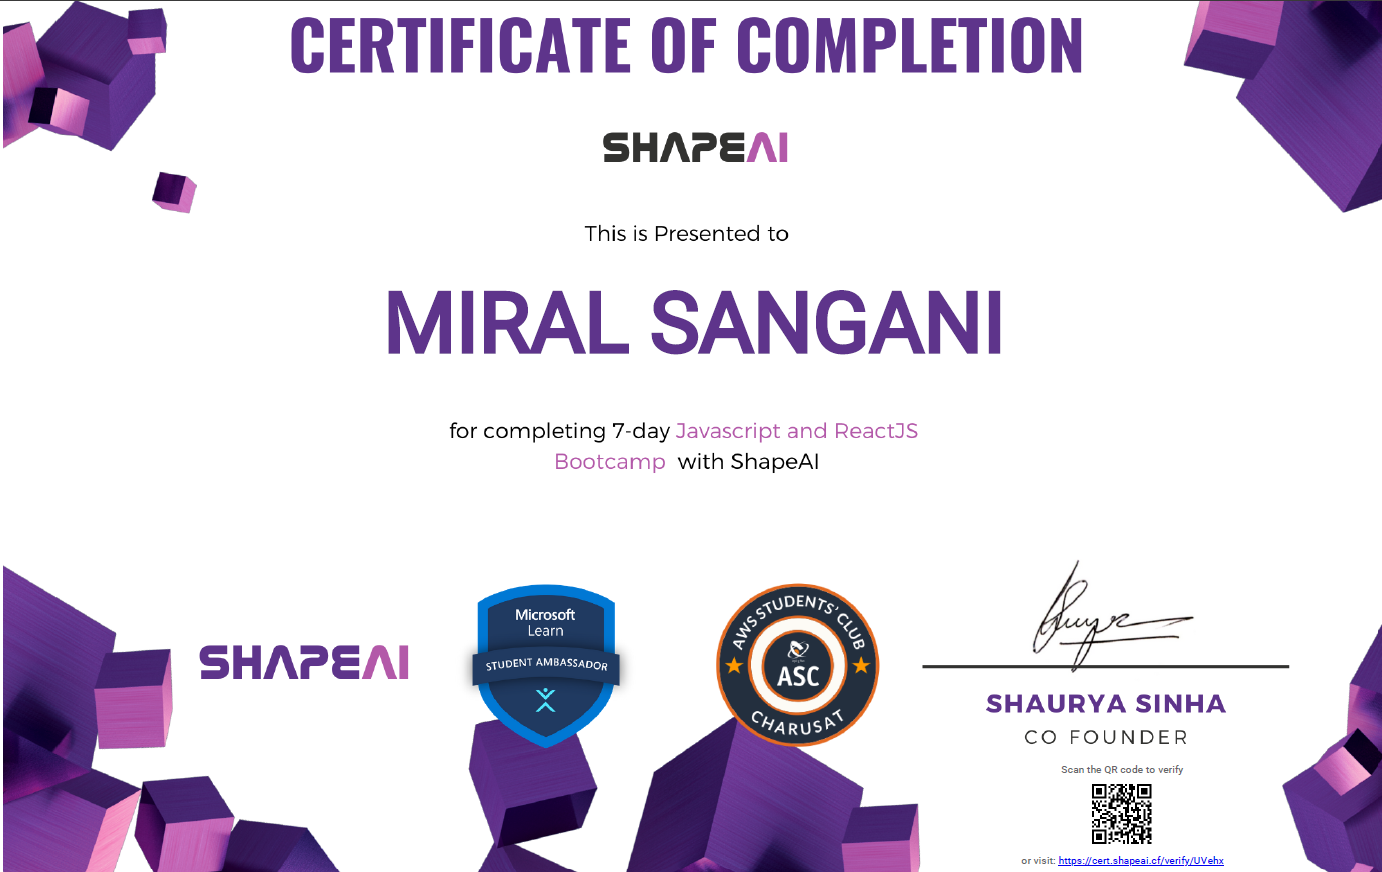 CERTIFICATE OF COMPLETION
SHAPEAI
This is Presented to
MIRAL SANGANI
for completing 7-day Javascript and ReactJS
Bootcamp with ShapeAI
SHAPEAI
Microsoft
Learn
STUDENT AMBASSADOR
AWS STUDENTS' CLUB
ASC
CHARUSAT
SHAURYA SINHA
CO FOUNDER
Scan the QR code to verify
or visit: https://cert.shapeai.cf/verify/UVehx